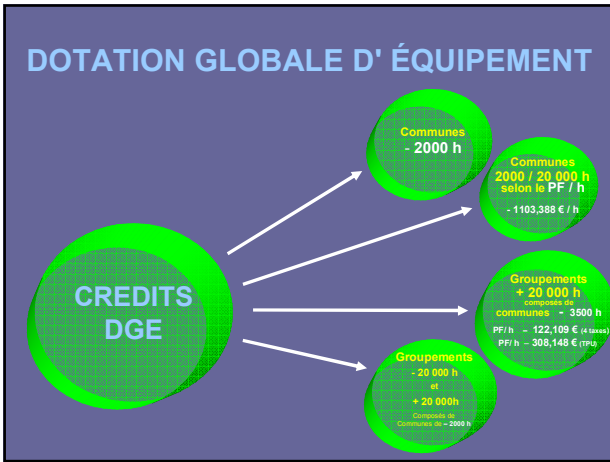 DOTATION GLOBALE D' ÉQUIPEMENT
CREDITS
DGE
Communes
- 2000 h
Communes
2000 / 20 000 h
selon le PF / h
- 1103,388 € / h
Groupements
+ 20 000 h
composés de
communes - 3500 h
PF/ h – 122,109 € (4 taxes)
PF/ h – 308,148 € (TPU)
Groupements
- 20 000 h
et
+ 20 000h
Composés de
Communes de – 2000 h